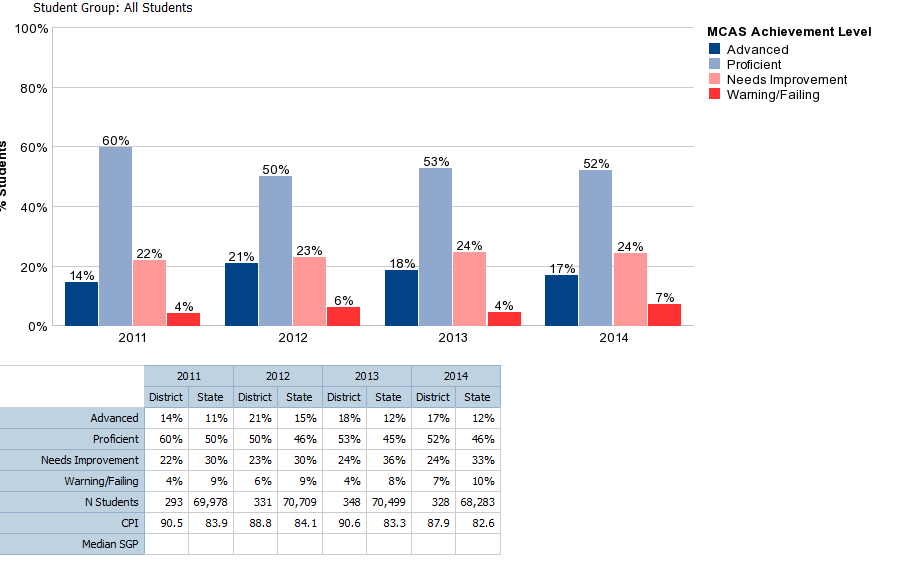 Student Group: All Students
100%
80%
60%
40%
20%
0%
% Students
14%
60%
22%
4%
2011
21%
50%
23%
6%
2012
18%
53%
24%
4%
2013
17%
52%
24%
7%
2014
MCAS Achievement Level
Advanced
Proficient
Needs Improvement
Warning/Failing
2011 2012 2013 2014
District State District State District State District State
Advanced 14% 11% 21% 15% 18% 12% 17% 12%
Proficient 60% 50% 50% 46% 53% 45% 52% 46%
Needs Improvement 22% 30% 23% 30% 24% 36% 24% 33%
Warning/Failing 4% 9% 6% 9% 4% 8% 7% 10%
N Students 293 69,978 331 70,709 348 70,499 328 68,283
CPI 90.5 83.9 88.8 84.1 90.6 83.3 87.9 82.6
Median SGP